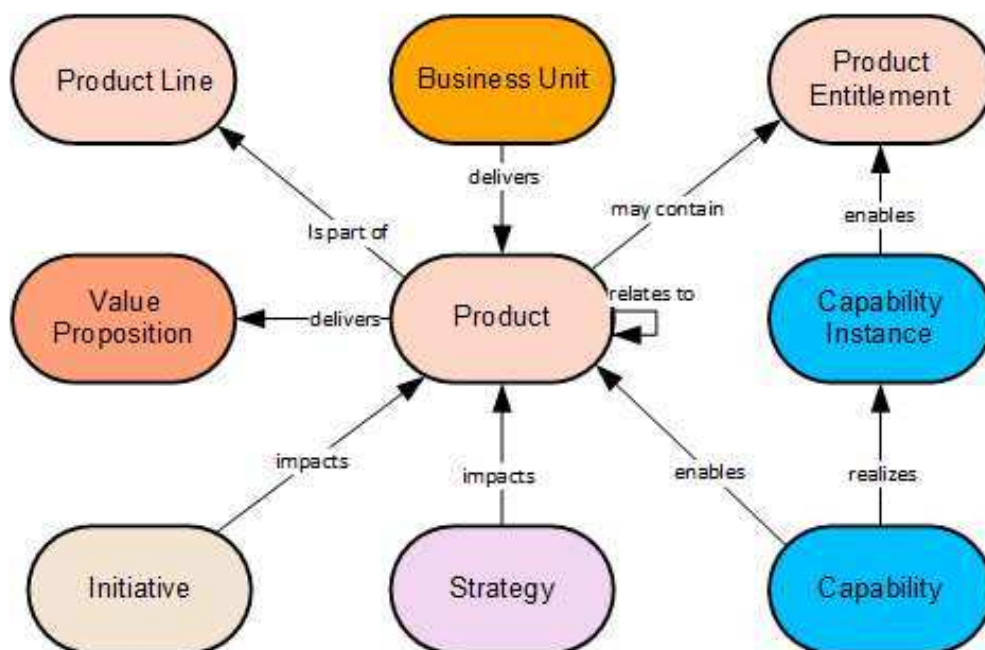 Product Line
Business Unit
Product
Entitlement
delivers
Is part of
may contain
enables
Value
Proposition
delivers
Product
relates to
Capability
Instance
impacts
impacts
enables
realizes
Initiative
Strategy
Capability